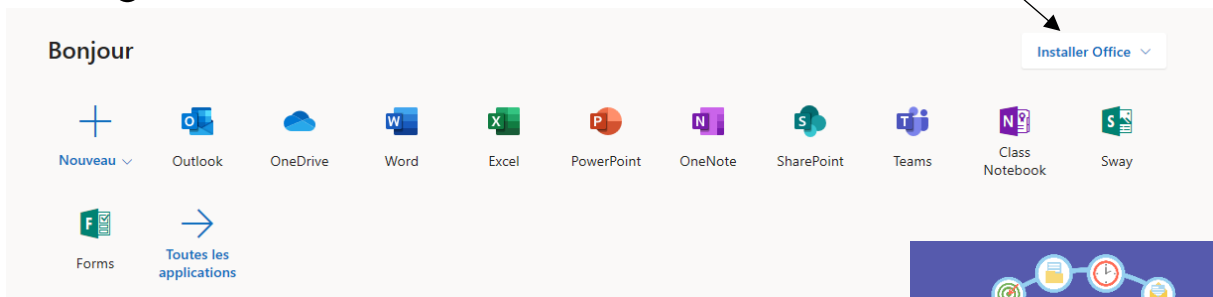 Bonjour
Installer Office
Nouveau
Outlook
OneDrive
Word
Excel
PowerPoint
OneNote
SharePoint
Teams
Class
Notebook
Sway
Forms
Toutes les
applications